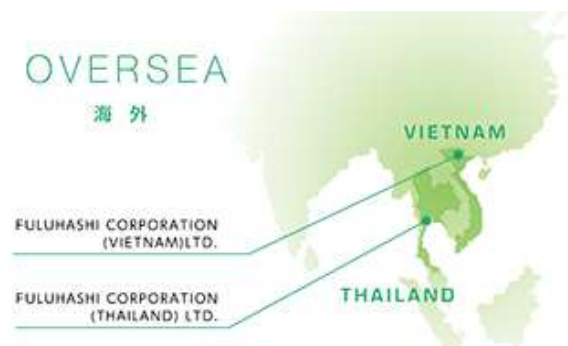 OVERSEA
海外
VIETNAM
FULUHASHI CORPORATION
(VIETNAM)LTD.
FULUHASHI CORPORATION
(THAILAND) LTD.
THAILAND